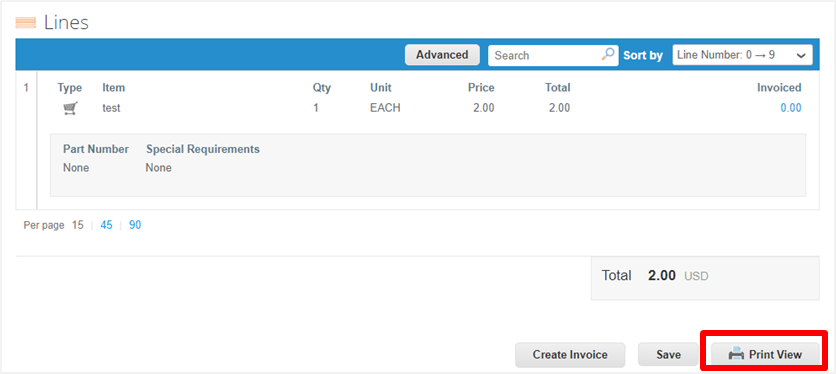 Lines
Advanced Search Sort by Line Number: 0 → 9
1 Type Item Qty Unit Price Total Invoiced
test 1 EACH 2.00 2.00 0.00
Part Number Special Requirements
None None
Per page 15 | 45 | 90
Total 2.00 USD
Create Invoice Save Print View